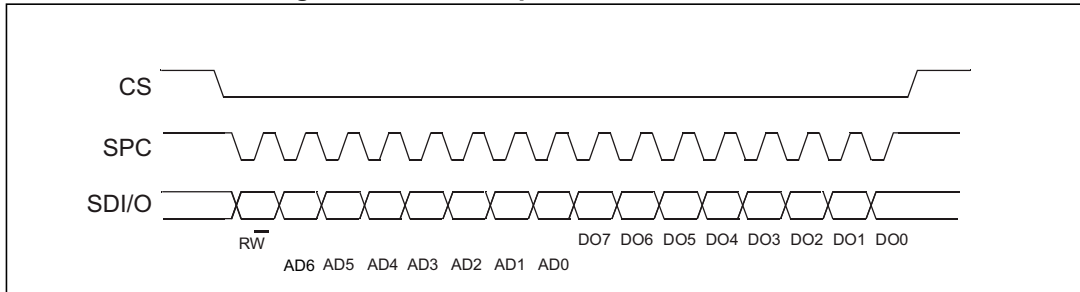 CS
SPC
SDI/O
RW
DO7 DO6 DO5 DO4 DO3 DO2 DO1 DO0
AD6 AD5 AD4 AD3 AD2 AD1 AD0